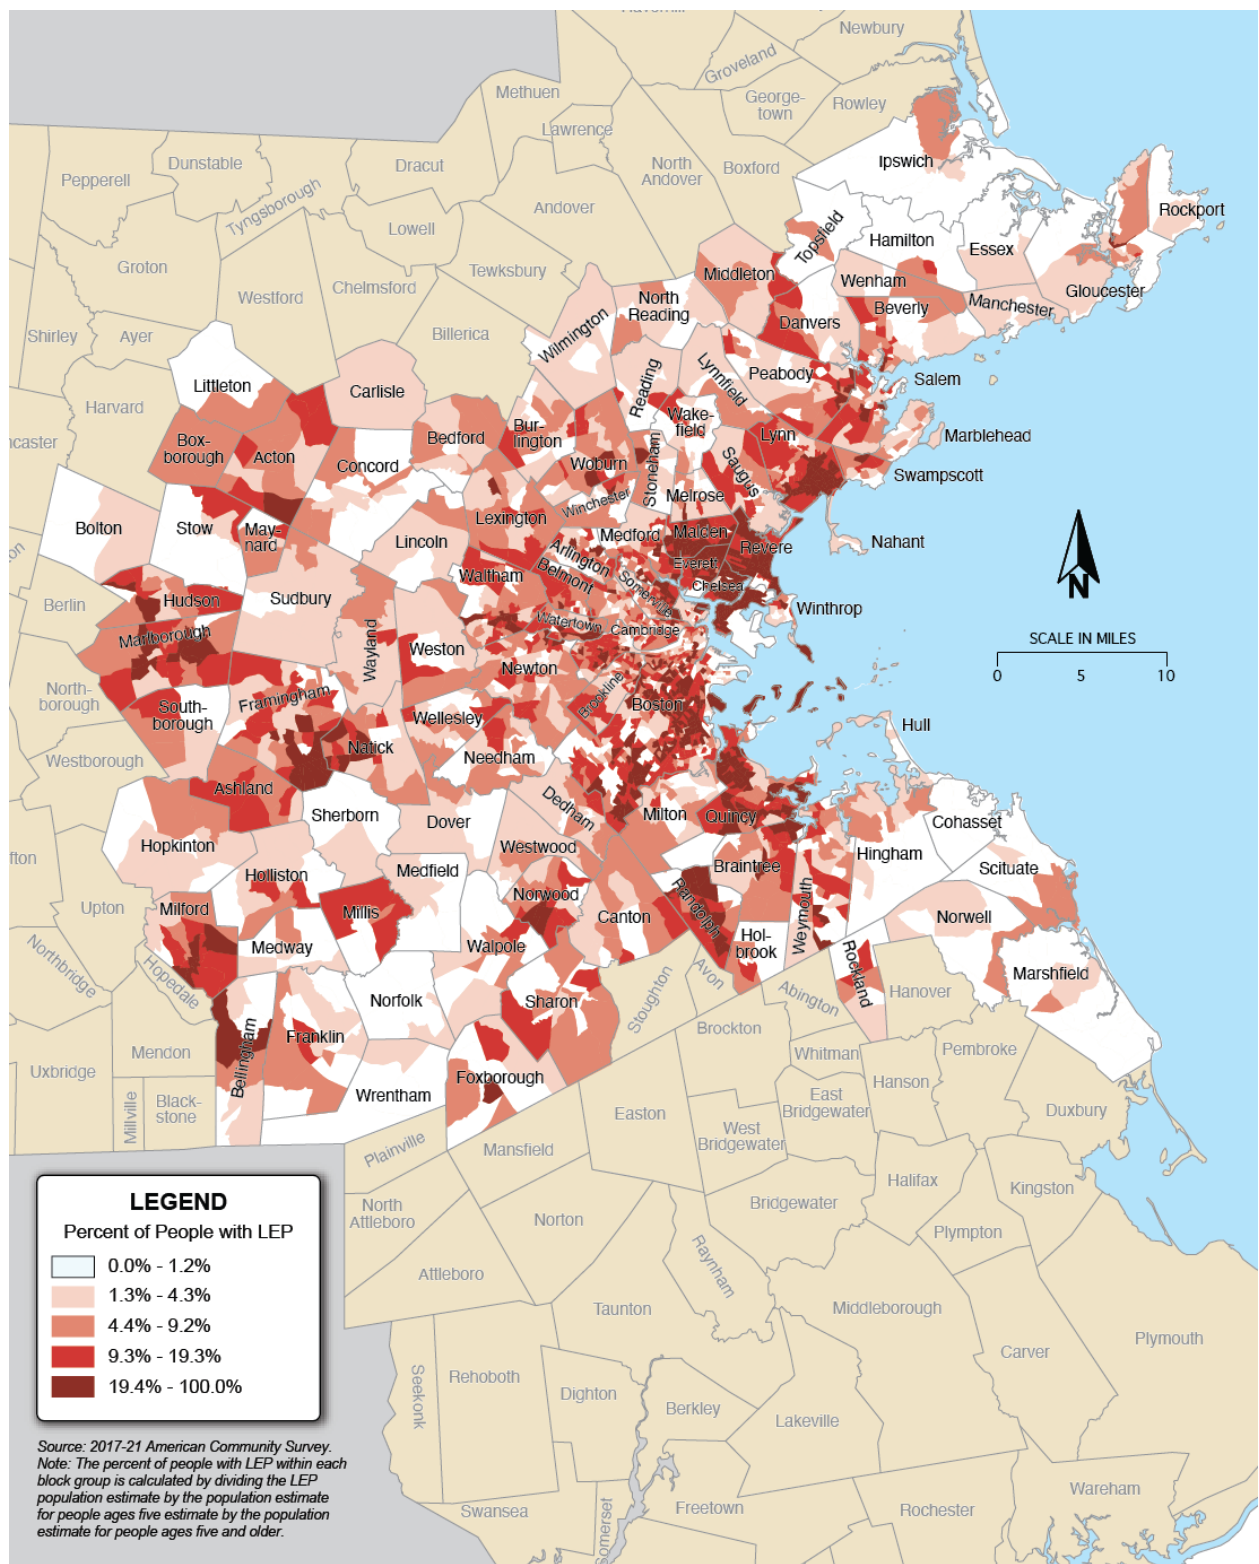 Newbury
Groveland
Methuen
George-
town
Rowley
Lawrence
Dunstable
Dracut
North
Andover
Boxford
Ipswich
Pepperell
Tyngsborough
Andover
Rockport
Lowell
Topsfield
Hamilton
Essex
Groton
Tewksbury
Middleton
Wenham
Westford
Chelmsford
North
Reading
Gloucester
Manchester
Beverly
Shirley
Ayer
Billerica
Wilmington
Danvers
Littleton
Carlisle
Reading
Lynnfield
Peabody
Salem
Harvard
Wake-
field
Bur-
lington
Marblehead
Box-
borough
Acton
Bedford
Lynn
Concord
Woburn
Stoneham
Saugus
Swampscott
Bolton
Stow
May-
nard
Lexington
Winchester
Melrose
Lincoln
Medford
Malden
Revere
Nahant
Arlington
Everett
Belmont
Waltham
Chelsea
Somerville
Berlin
Hudson
Sudbury
Winthrop
N
Marlborough
Wayland
Watertown
Cambridge
SCALE IN MILES
0 5 10
Weston
Newton
North-
borough
South-
borough
Framingham
Brookline
Boston
Wellesley
Hull
Westborough
Natick
Needham
Ashland
Sherborn
Dover
Dedham
Milton
Quincy
Cohasset
Hopkinton
Westwood
Hingham
Scituate
Holliston
Medfield
Braintree
Upton
Milford
Millis
Norwood
Canton
Randolph
Weymouth
Norwell
Medway
Walpole
Hol-
brook
Northbridge
Hopedale
Rockland
Marshfield
Norfolk
Sharon
Stoughton
Avon
Abington
Hanover
Franklin
Brockton
Mendon
Bellingham
Whitman
Pembroke
Uxbridge
Foxborough
Hanson
Wrentham
Millville
Black-
stone
Easton
East
Bridgewater
Duxbury
West
Bridgewater
Plainville
Mansfield
Halifax
Kingston
North
Attleboro
Norton
Bridgewater
Plympton
Raynham
Attleboro
Taunton
Middleborough
Plymouth
Carver
Seekonk
Rehoboth
Dighton
Berkley
Lakeville
Wareham
Swansea
Somerset
Freetown
Rochester
LEGEND
Percent of People with LEP
0.0% - 1.2%
1.3% - 4.3%
4.4% - 9.2%
9.3% - 19.3%
19.4% - 100.0%
Source: 2017-21 American Community Survey.
Note: The percent of people with LEP within each
block group is calculated by dividing the LEP
population estimate by the population estimate
for people ages five estimate by the population
estimate for people ages five and older.